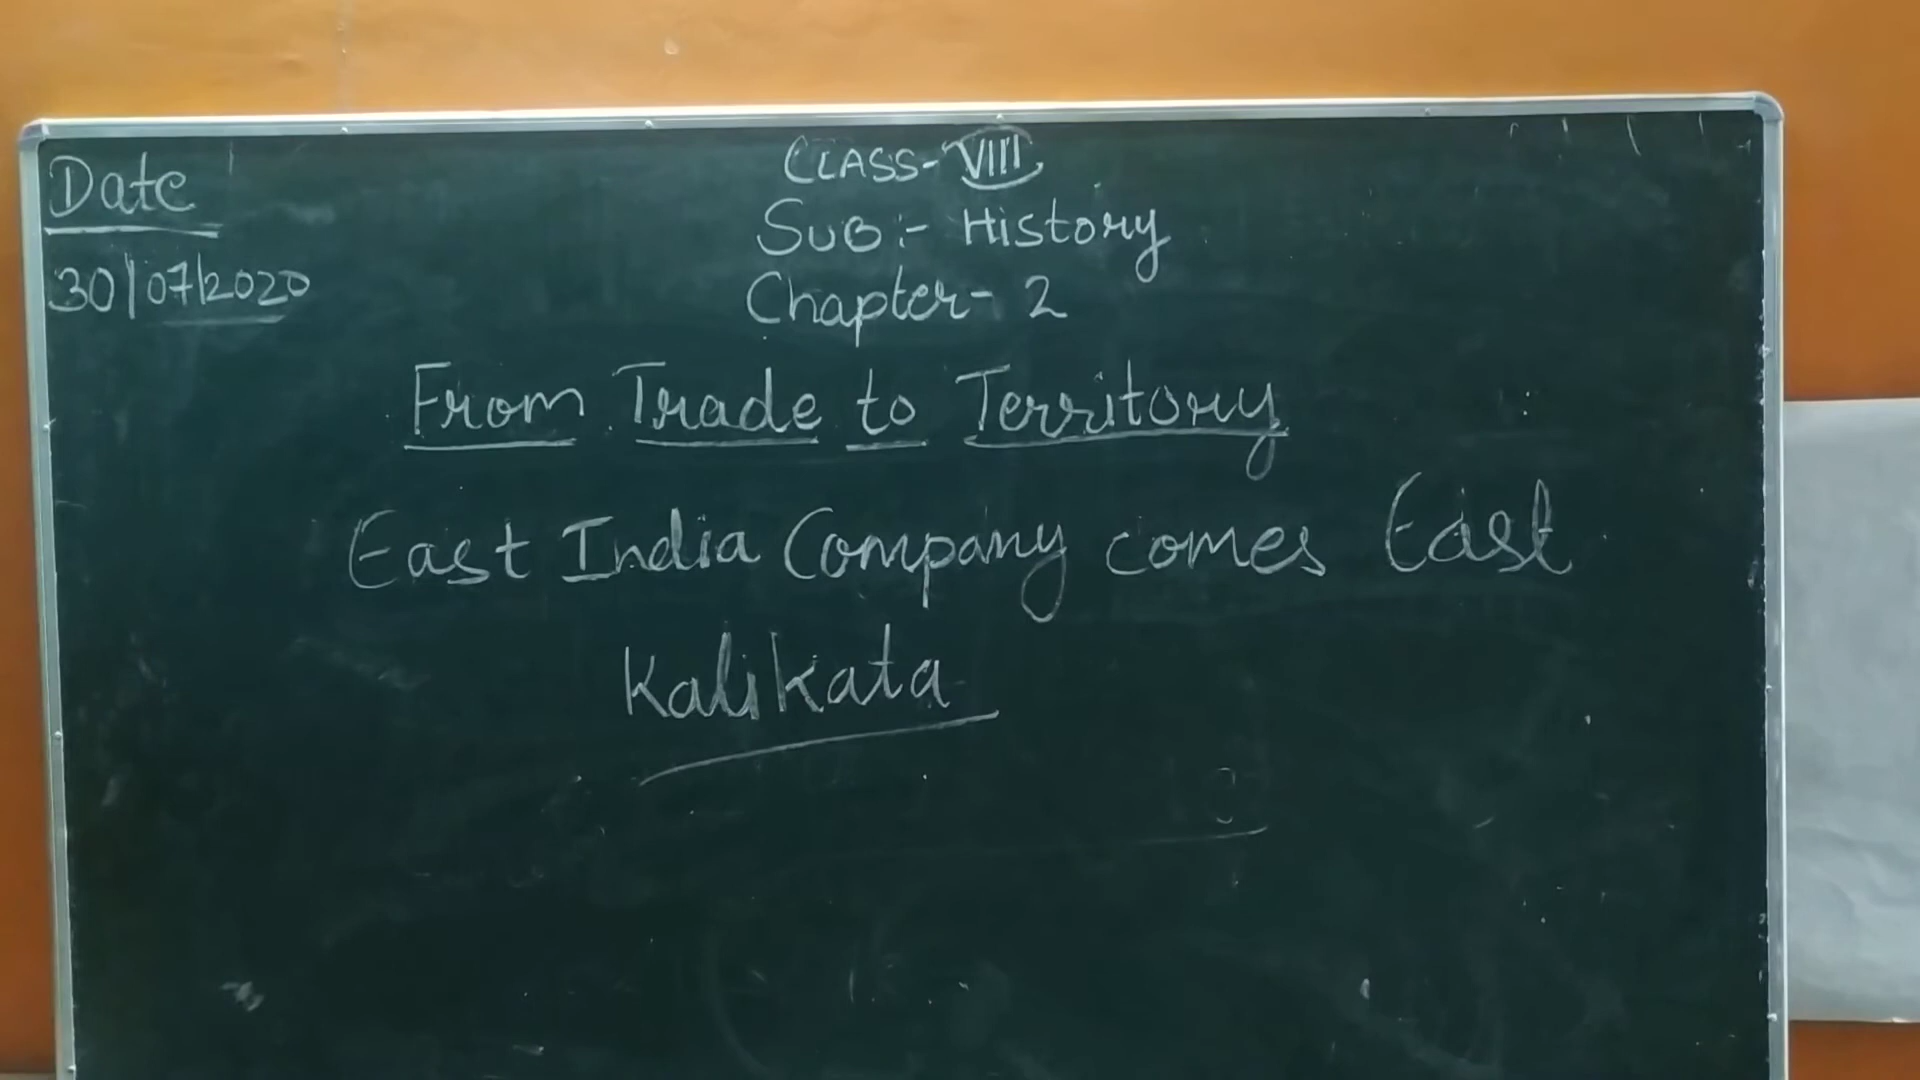 Date
30/07/2020
CLASS-VIII
SUB:- History
Chapter- 2
From Trade to Territory
East India Company comes East
Kalikata